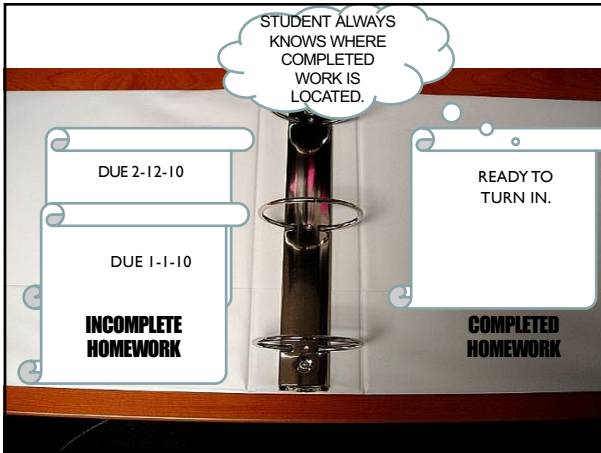 STUDENT ALWAYS
KNOWS WHERE
COMPLETED
WORK IS
LOCATED.
DUE 2-12-10
DUE 1-1-10
INCOMPLETE
HOMEWORK
READY TO
TURN IN.
COMPLETED
HOMEWORK